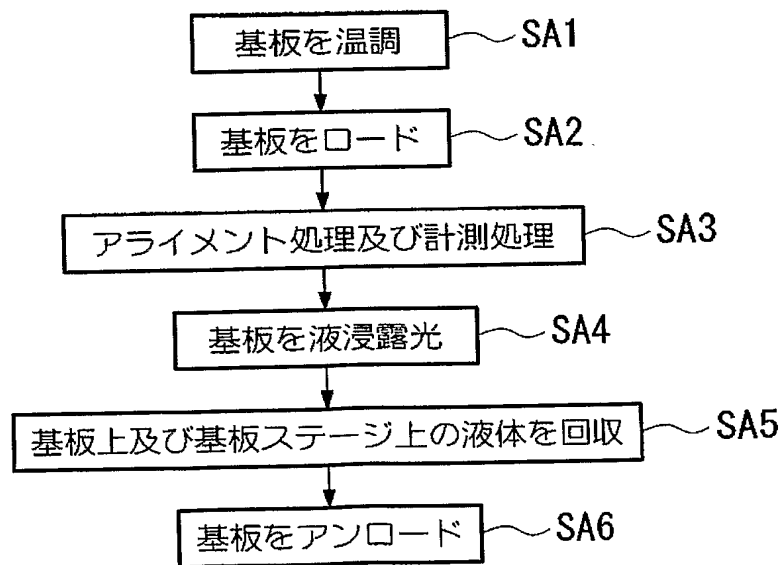 基板を温調 SA1
基板をロード SA2
アライメント処理及び計測処理 SA3
基板を液浸露光 SA4
基板上及び基板ステージ上の液体を回収 SA5
基板をアンロード SA6